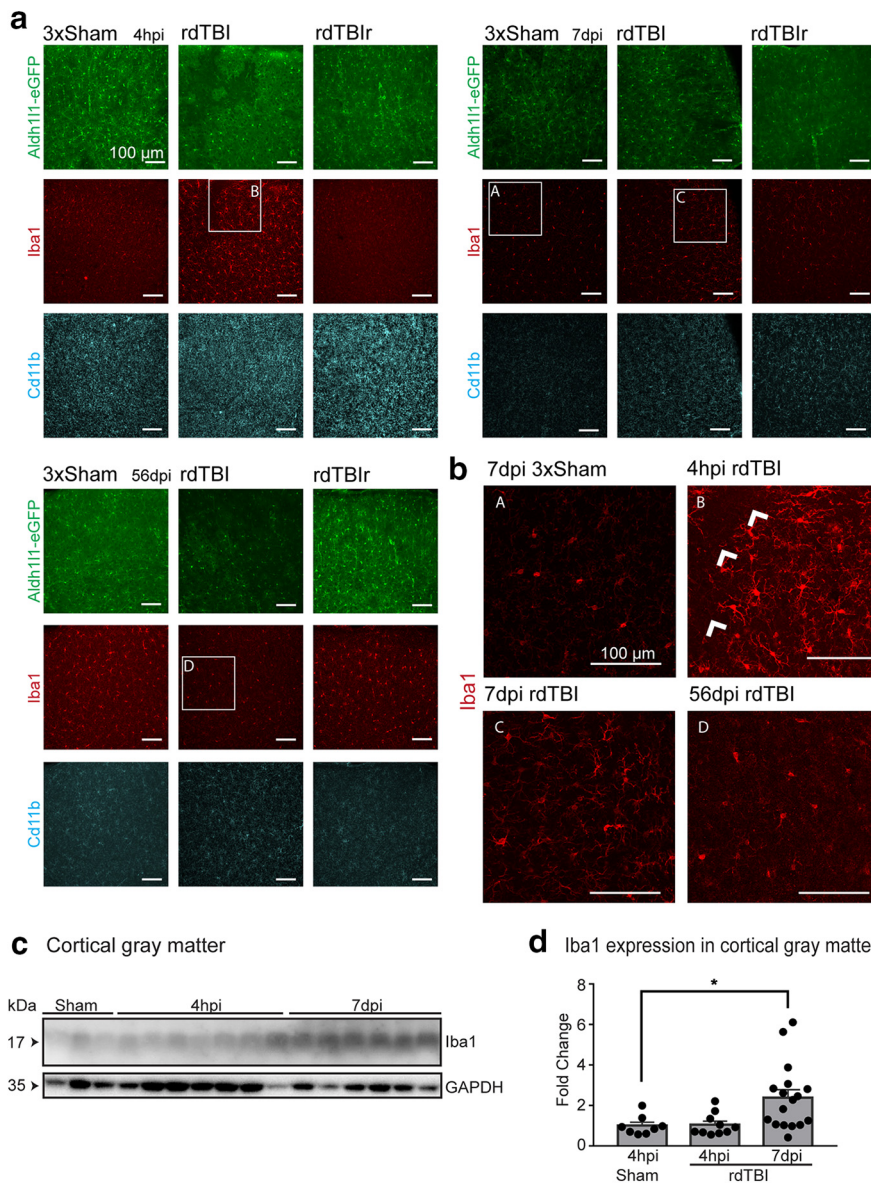 a
3xSham 4hpi rdTBI rdTBIr
Aldh1l1-eGFP
100 µm
Iba1
B
Cd11b
3xSham 7dpi rdTBI rdTBIr
Aldh1l1-eGFP
Iba1
A
C
Cd11b
3xSham 56dpi rdTBI rdTBIr
Aldh1l1-eGFP
Iba1
D
Cd11b
b
7dpi 3xSham 4hpi rdTBI
A
B
100 µm
Iba1
7dpi rdTBI 56dpi rdTBI
C
D
c Cortical gray matter
kDa Sham 4hpi 7dpi
17 Iba1
35 GAPDH
d Iba1 expression in cortical gray matte
Fold Change
8
6
4
2
0
*
4hpi 4hpi 7dpi
Sham rdTBI